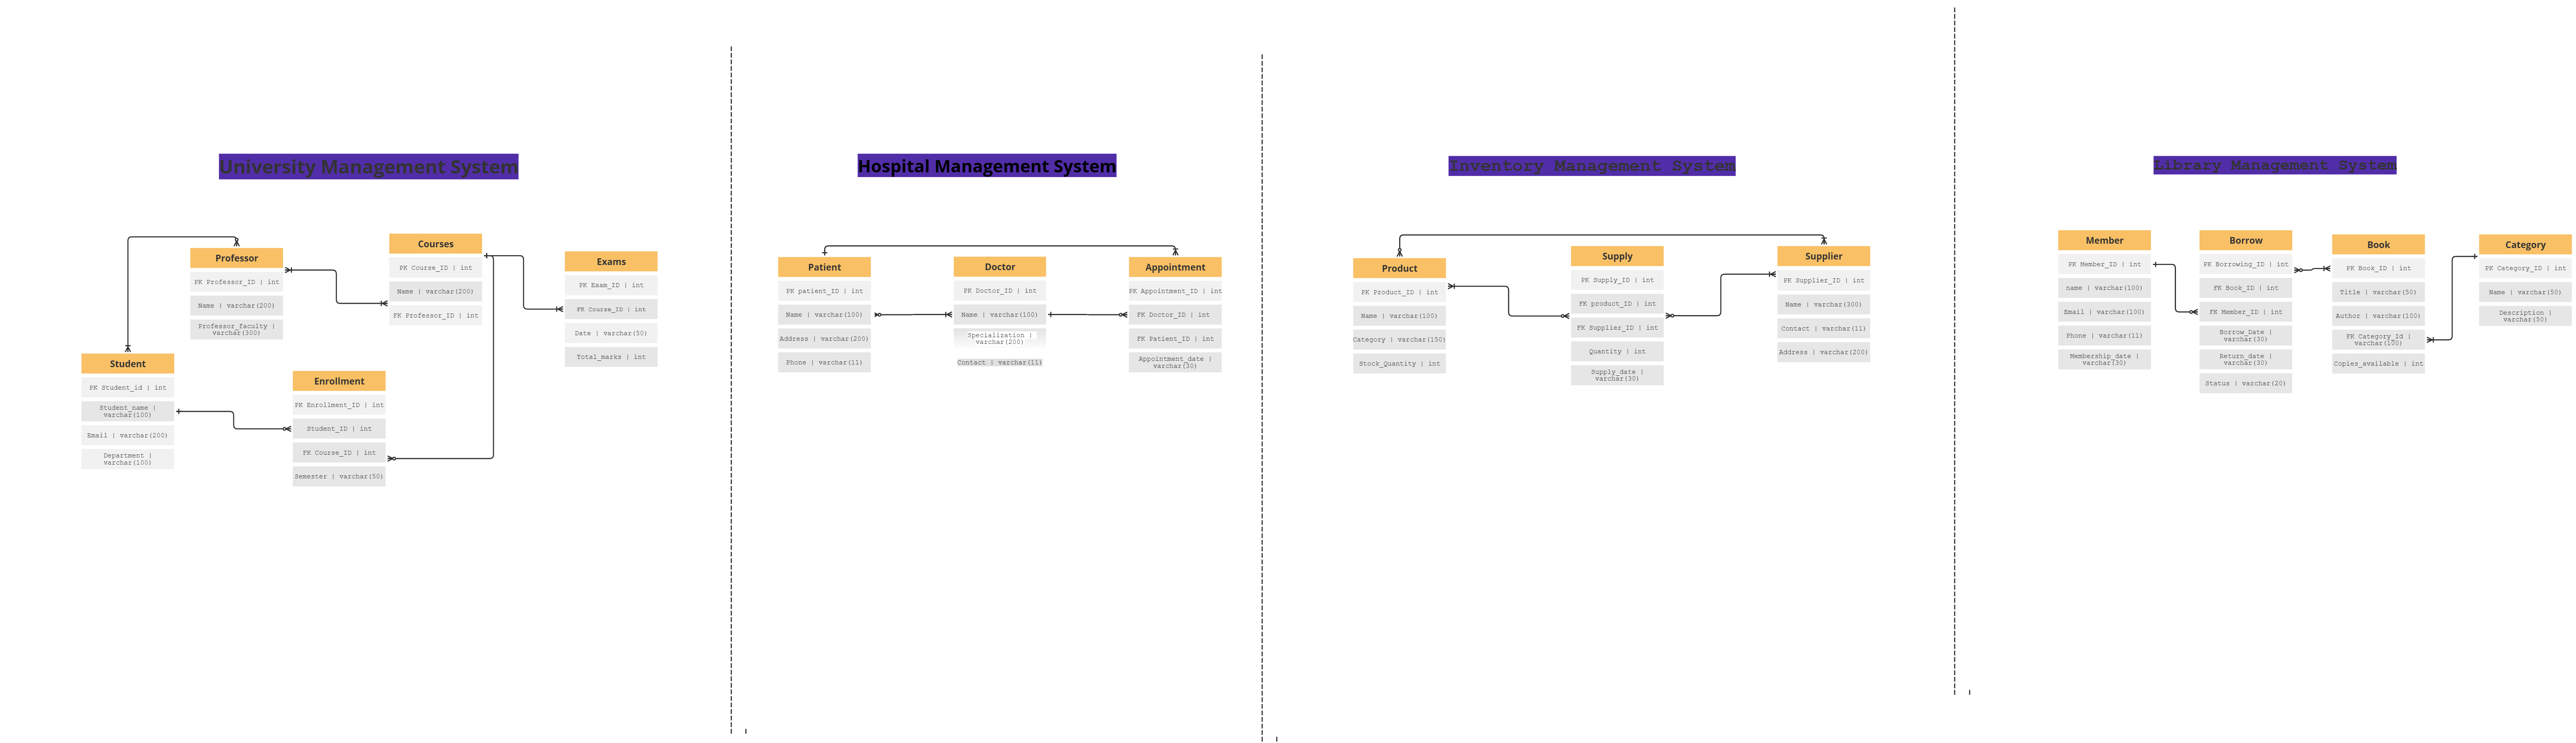 University Management System
Professor
PK Professor_ID | int
Name | varchar(200)
Professor_faculty |
varchar(300)
Courses
PK Course_ID | int
Name | varchar(200)
FK Professor_ID | int
Exams
PK Exam_ID | int
FK Course_ID | int
Date | varchar(50)
Total_marks | int
Student
PK Student_id | int
Student_name |
varchar(100)
Email | varchar(200)
Department |
varchar(100)
Enrollment
PK Enrollment_ID | int
Student_ID | int
FK Course_ID | int
Semester | varchar(50)
Hospital Management System
Patient
PK patient_ID | int
Name | varchar(100)
Address | varchar(200)
Phone | varchar(11)
Doctor
PK Doctor_ID | int
Name | varchar(100)
Specialization |
varchar(200)
Contact | varchar(11)
Appointment
PK Appointment_ID | int
FK Doctor_ID | int
FK Patient_ID | int
Appointment_date |
varchar(30)
Inventory Management System
Product
PK Product_ID | int
Name | varchar(100)
Category | varchar(150)
Stock_Quantity | int
Supply
PK Supply_ID | int
FK product_ID | int
FK Supplier_ID | int
Quantity | int
Supply_date |
varchar(30)
Supplier
PK Supplier_ID | int
Name | varchar(300)
Contact | varchar(11)
Address | varchar(200)
Library Management System
Member
PK Member_ID | int
name | varchar(100)
Email | varchar(100)
Phone | varchar(11)
Membership_date |
varchar(30)
Borrow
PK Borrowing_ID | int
FK Book_ID | int
FK Member_ID | int
Borrow_Date |
varchar(30)
Return_date |
varchar(30)
Status | varchar(20)
Book
PK Book_ID | int
Title | varchar(50)
Author | varchar(100)
FK Category_Id |
varchar(100)
Copies_available | int
Category
PK Category_ID | int
Name | varchar(50)
Description |
varchar(50)